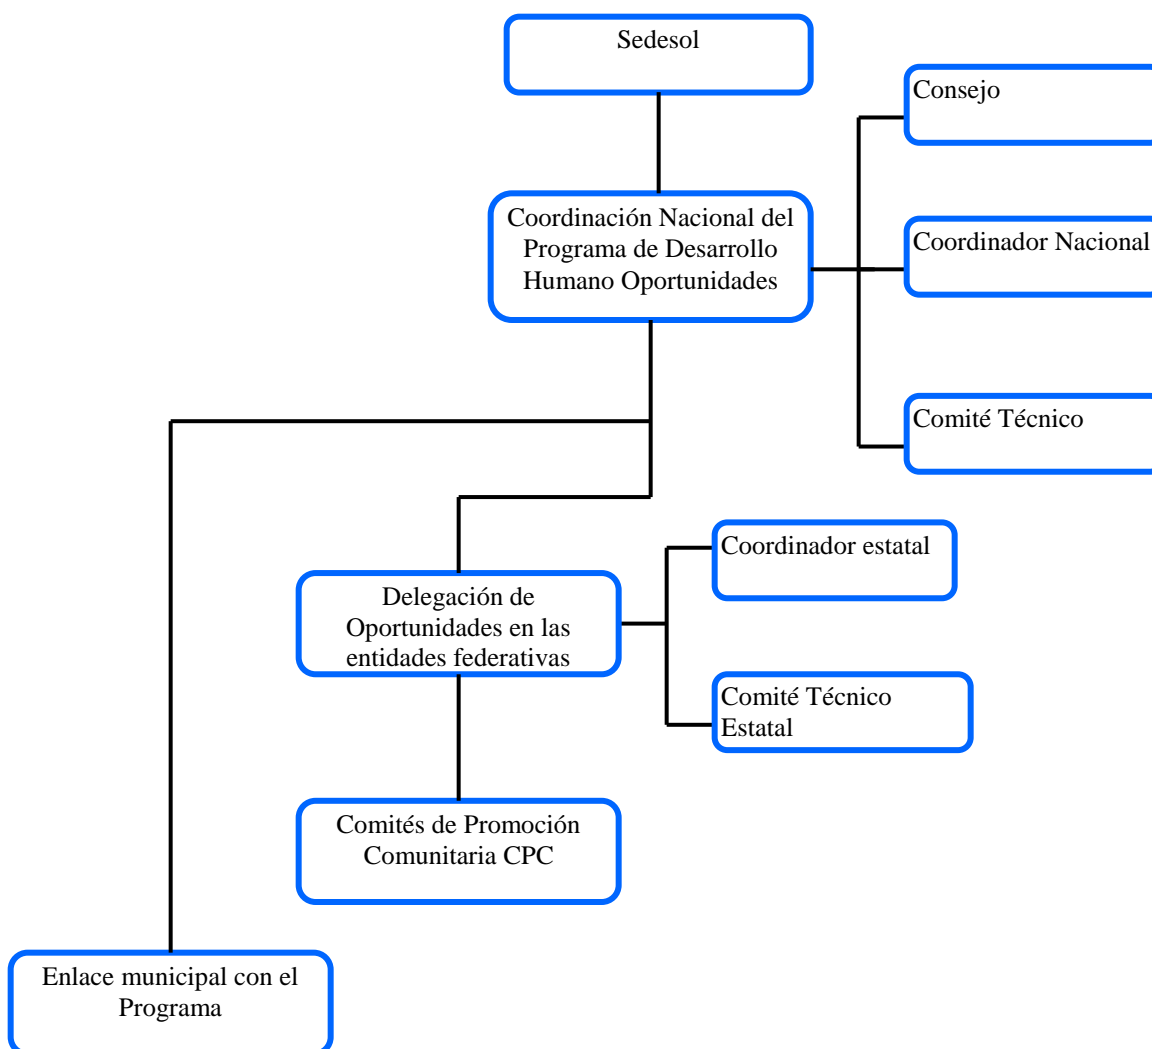 Sedesol
Consejo
Coordinación Nacional del
Programa de Desarrollo
Humano Oportunidades
Coordinador Nacional
Comité Técnico
Coordinador estatal
Delegación de
Oportunidades en las
entidades federativas
Comité Técnico
Estatal
Comités de Promoción
Comunitaria CPC
Enlace municipal con el
Programa